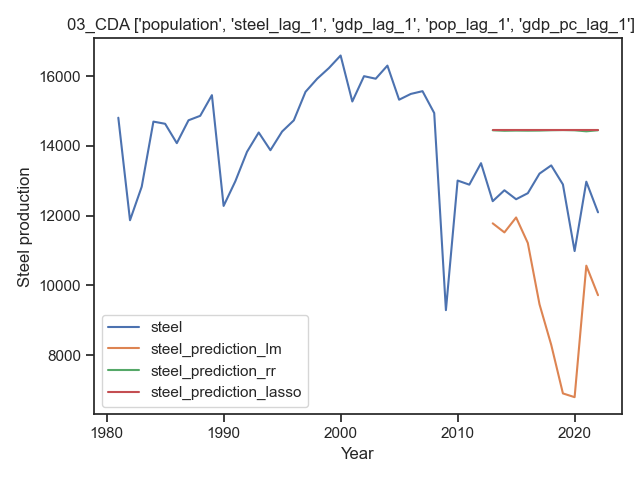 03_CDA ['population', 'steel_lag_1', 'gdp_lag_1', 'pop_lag_1', 'gdp_pc_lag_1']
16000
14000
12000
10000
8000
Steel production
steel
steel_prediction_lm
steel_prediction_rr
steel_prediction_lasso
1980 1990 2000 2010 2020
Year